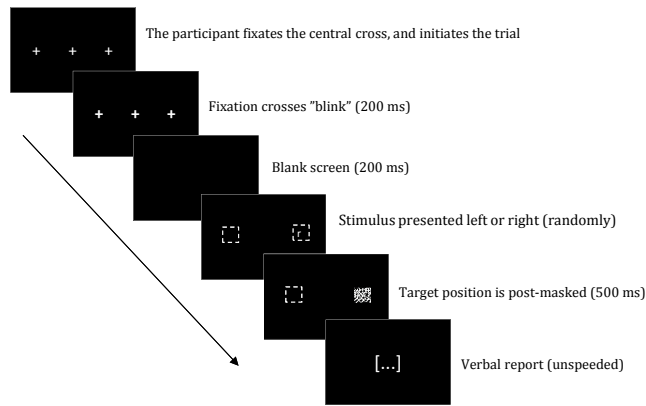 The participant fixates the central cross, and initiates the trial
+ + +
Fixation crosses ”blink” (200 ms)
+ + +
Blank screen (200 ms)
Stimulus presented left or right (randomly)
r
Target position is post-masked (500 ms)
[...]
Verbal report (unspeeded)